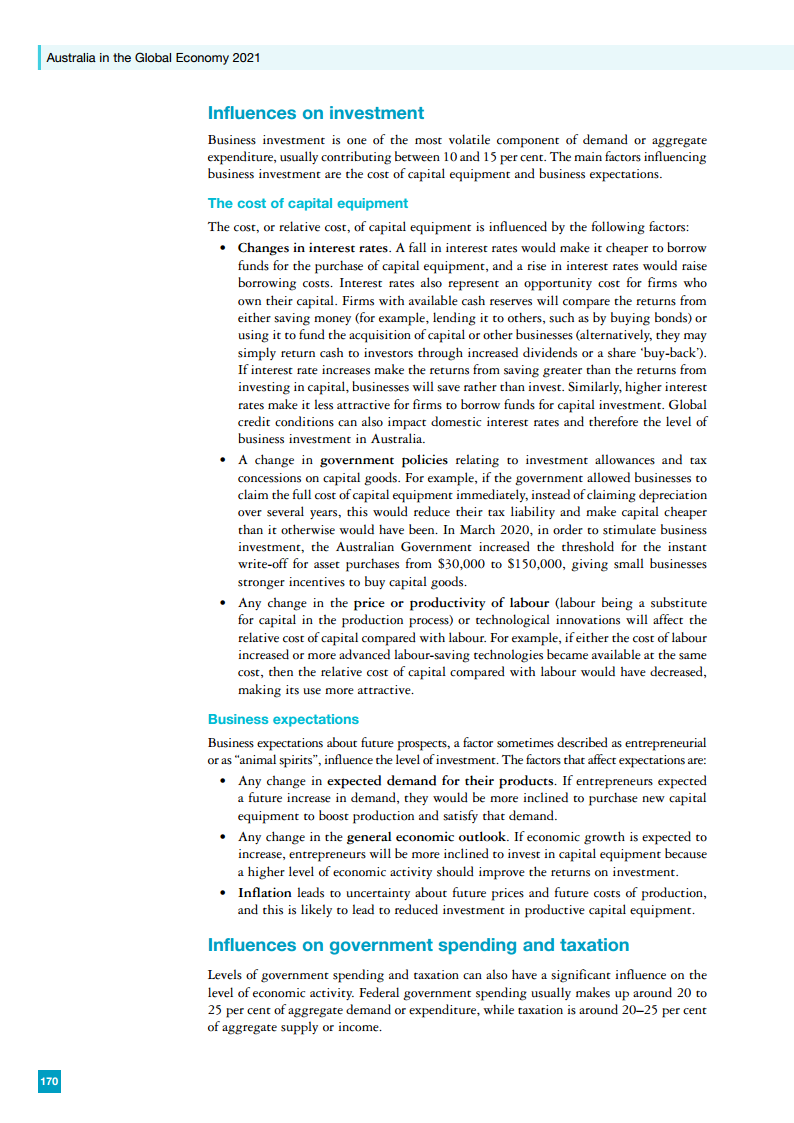 Australia in the Global Economy 2021
Influences on investment
Business investment is one of the most volatile component of demand or aggregate
expenditure, usually contributing between 10 and 15 per cent. The main factors influencing
business investment are the cost of capital equipment and business expectations.
The cost of capital equipment
The cost, or relative cost, of capital equipment is influenced by the following factors:
• Changes in interest rates. A fall in interest rates would make it cheaper to borrow
funds for the purchase of capital equipment, and a rise in interest rates would raise
borrowing costs. Interest rates also represent an opportunity cost for firms who
own their capital. Firms with available cash reserves will compare the returns from
either saving money (for example, lending it to others, such as by buying bonds) or
using it to fund the acquisition of capital or other businesses (alternatively, they may
simply return cash to investors through increased dividends or a share ‘buy-back’).
If interest rate increases make the returns from saving greater than the returns from
investing in capital, businesses will save rather than invest. Similarly, higher interest
rates make it less attractive for firms to borrow funds for capital investment. Global
credit conditions can also impact domestic interest rates and therefore the level of
business investment in Australia.
• A change in government policies relating to investment allowances and tax
concessions on capital goods. For example, if the government allowed businesses to
claim the full cost of capital equipment immediately, instead of claiming depreciation
over several years, this would reduce their tax liability and make capital cheaper
than it otherwise would have been. In March 2020, in order to stimulate business
investment, the Australian Government increased the threshold for the instant
write-off for asset purchases from $30,000 to $150,000, giving small businesses
stronger incentives to buy capital goods.
• Any change in the price or productivity of labour (labour being a substitute
for capital in the production process) or technological innovations will affect the
relative cost of capital compared with labour. For example, if either the cost of labour
increased or more advanced labour-saving technologies became available at the same
cost, then the relative cost of capital compared with labour would have decreased,
making its use more attractive.
Business expectations
Business expectations about future prospects, a factor sometimes described as entrepreneurial
or as “animal spirits”, influence the level of investment. The factors that affect expectations are:
• Any change in expected demand for their products. If entrepreneurs expected
a future increase in demand, they would be more inclined to purchase new capital
equipment to boost production and satisfy that demand.
• Any change in the general economic outlook. If economic growth is expected to
increase, entrepreneurs will be more inclined to invest in capital equipment because
a higher level of economic activity should improve the returns on investment.
• Inflation leads to uncertainty about future prices and future costs of production,
and this is likely to lead to reduced investment in productive capital equipment.
Influences on government spending and taxation
Levels of government spending and taxation can also have a significant influence on the
level of economic activity. Federal government spending usually makes up around 20 to
25 per cent of aggregate demand or expenditure, while taxation is around 20–25 per cent
of aggregate supply or income.
170